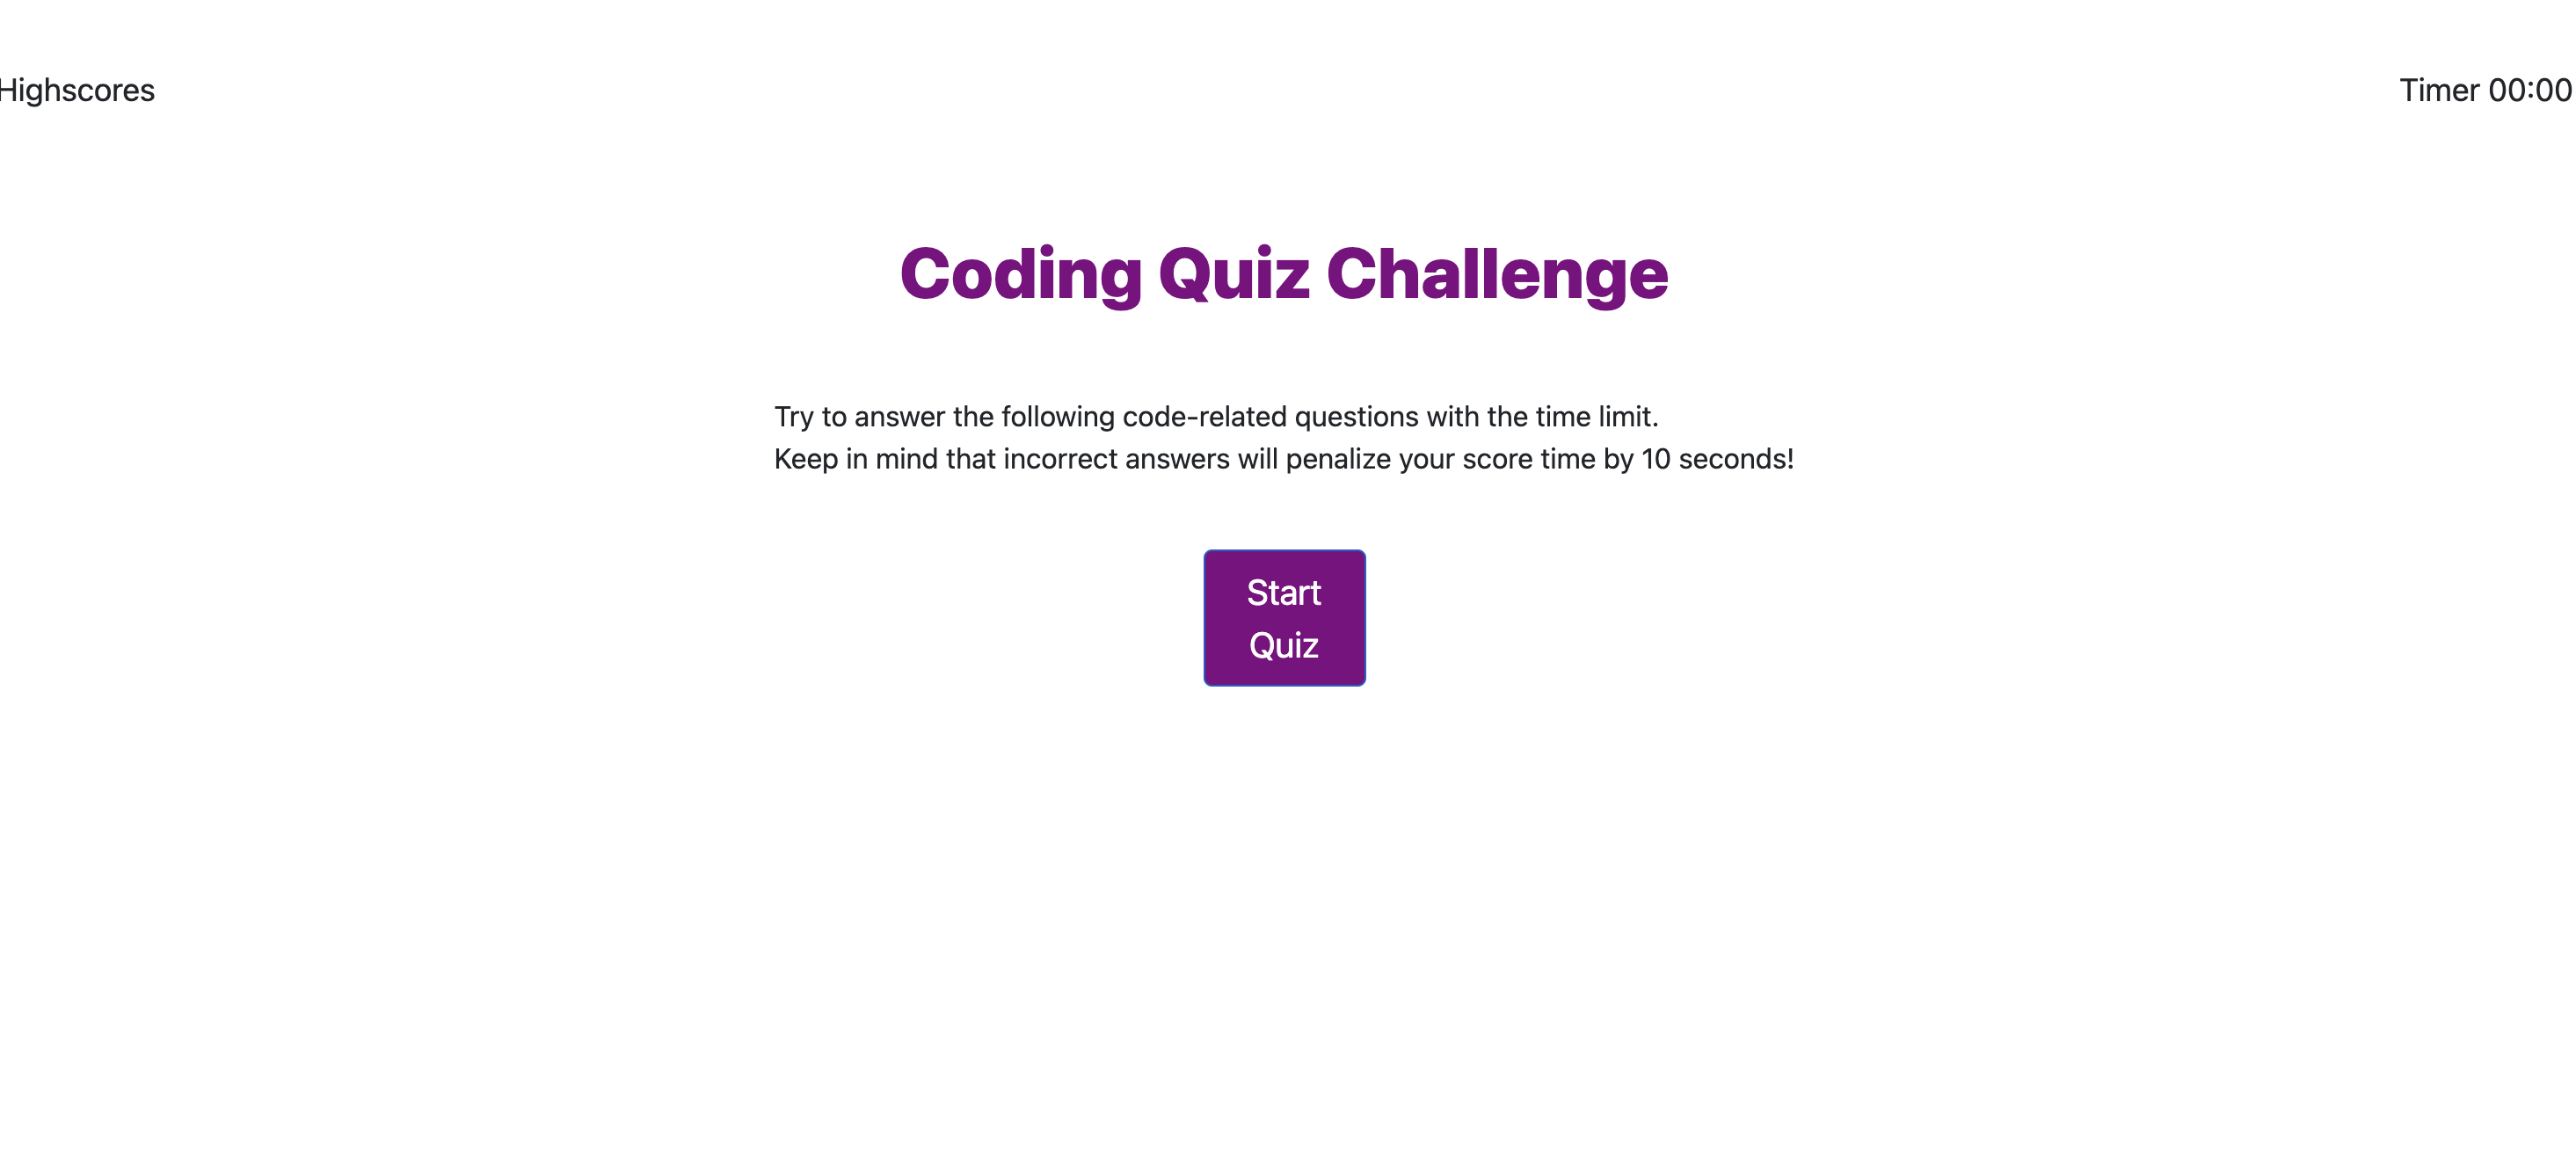 Highscores
Timer 00:00
Coding Quiz Challenge
Try to answer the following code-related questions with the time limit.
Keep in mind that incorrect answers will penalize your score time by 10 seconds!
Start
Quiz